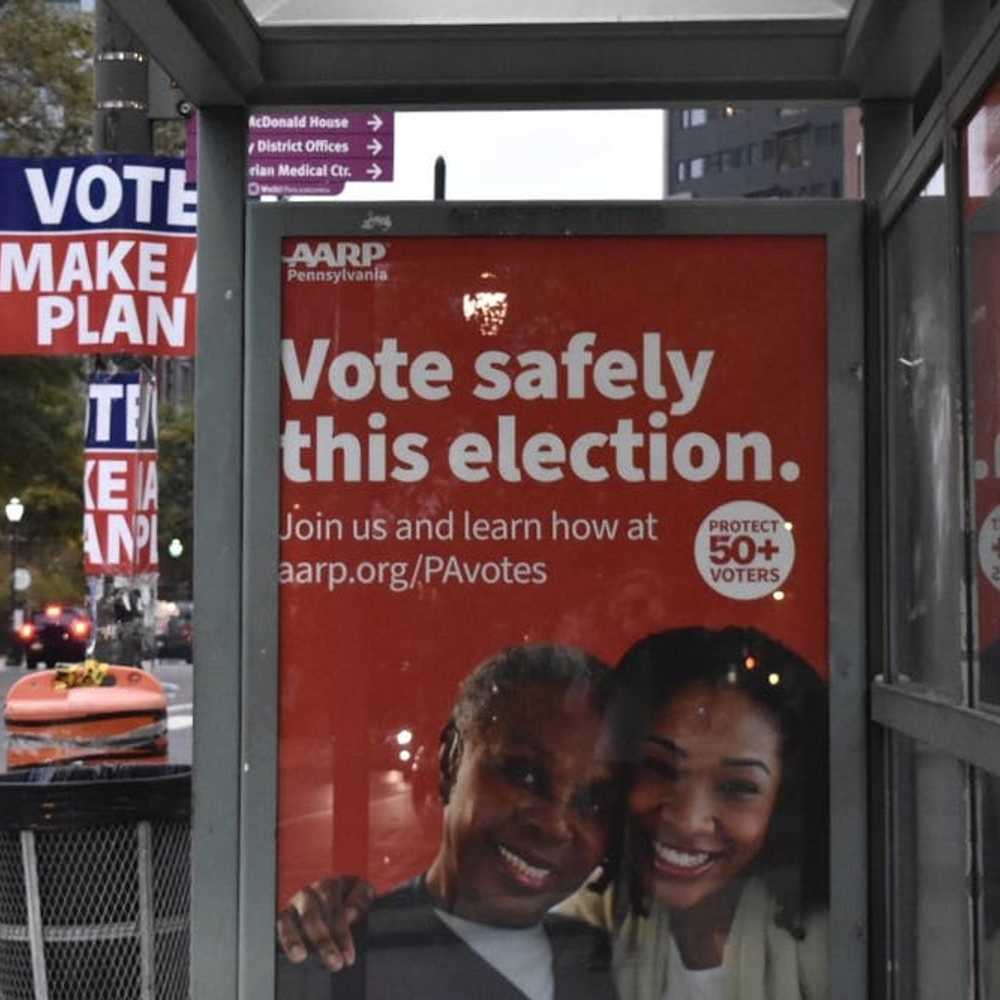 McDonald House
District Offices
Medical Ctr.
VOTE
MAKE A
PLAN
AARP
Pennsylvania
Vote safely
this election.
Join us and learn how at
aarp.org/PAvotes
PROTECT
50+
VOTERS